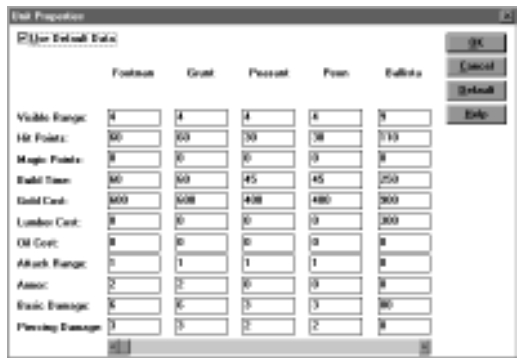 Unit Properties
Use Default Data
OK
Cancel
Default
Help
Footman Grunt Peasant Peon Ballista
Visible Range: 4 4 4 4 9
Hit Points: 60 60 30 30 110
Magic Points: 0 0 0 0 0
Build Time: 60 60 45 45 250
Gold Cost: 600 600 400 400 900
Lumber Cost: 0 0 0 0 300
Oil Cost: 0 0 0 0 0
Attack Range: 1 1 1 1
Armor: 2 2 0 0 0
Basic Damage: 6 6 3 3 80
Piercing Damage: 3 3 2 2 0